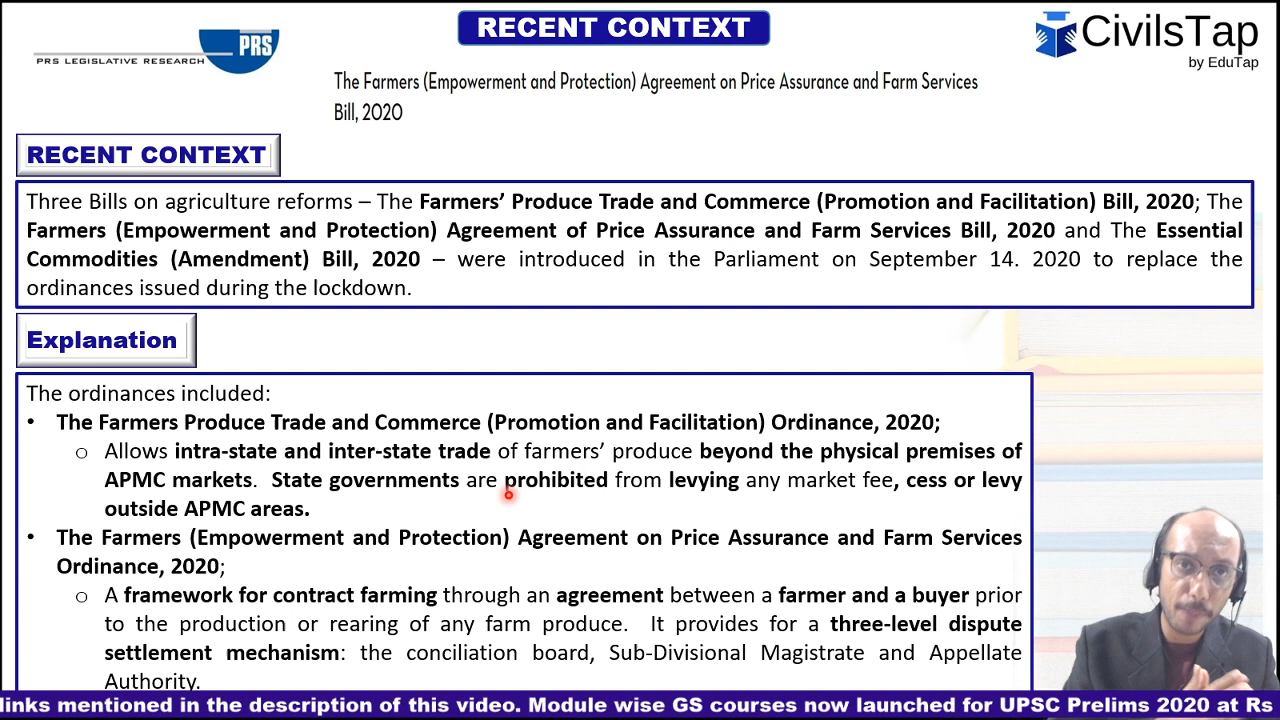 RECENT CONTEXT
PRS
PRS LEGISLATIVE RESEARCH
CivilsTap
by EduTap
The Farmers (Empowerment and Protection) Agreement on Price Assurance and Farm Services
Bill, 2020
RECENT CONTEXT
Three Bills on agriculture reforms – The Farmers’ Produce Trade and Commerce (Promotion and Facilitation) Bill, 2020; The
Farmers (Empowerment and Protection) Agreement of Price Assurance and Farm Services Bill, 2020 and The Essential
Commodities (Amendment) Bill, 2020 – were introduced in the Parliament on September 14. 2020 to replace the
ordinances issued during the lockdown.
Explanation
The ordinances included:
• The Farmers Produce Trade and Commerce (Promotion and Facilitation) Ordinance, 2020;
o Allows intra-state and inter-state trade of farmers’ produce beyond the physical premises of
APMC markets. State governments are prohibited from levying any market fee, cess or levy
outside APMC areas.
• The Farmers (Empowerment and Protection) Agreement on Price Assurance and Farm Services
Ordinance, 2020;
o A framework for contract farming through an agreement between a farmer and a buyer prior
to the production or rearing of any farm produce. It provides for a three-level dispute
settlement mechanism: the conciliation board, Sub-Divisional Magistrate and Appellate
Authority.
links mentioned in the description of this video. Module wise GS courses now launched for UPSC Prelims 2020 at Rs